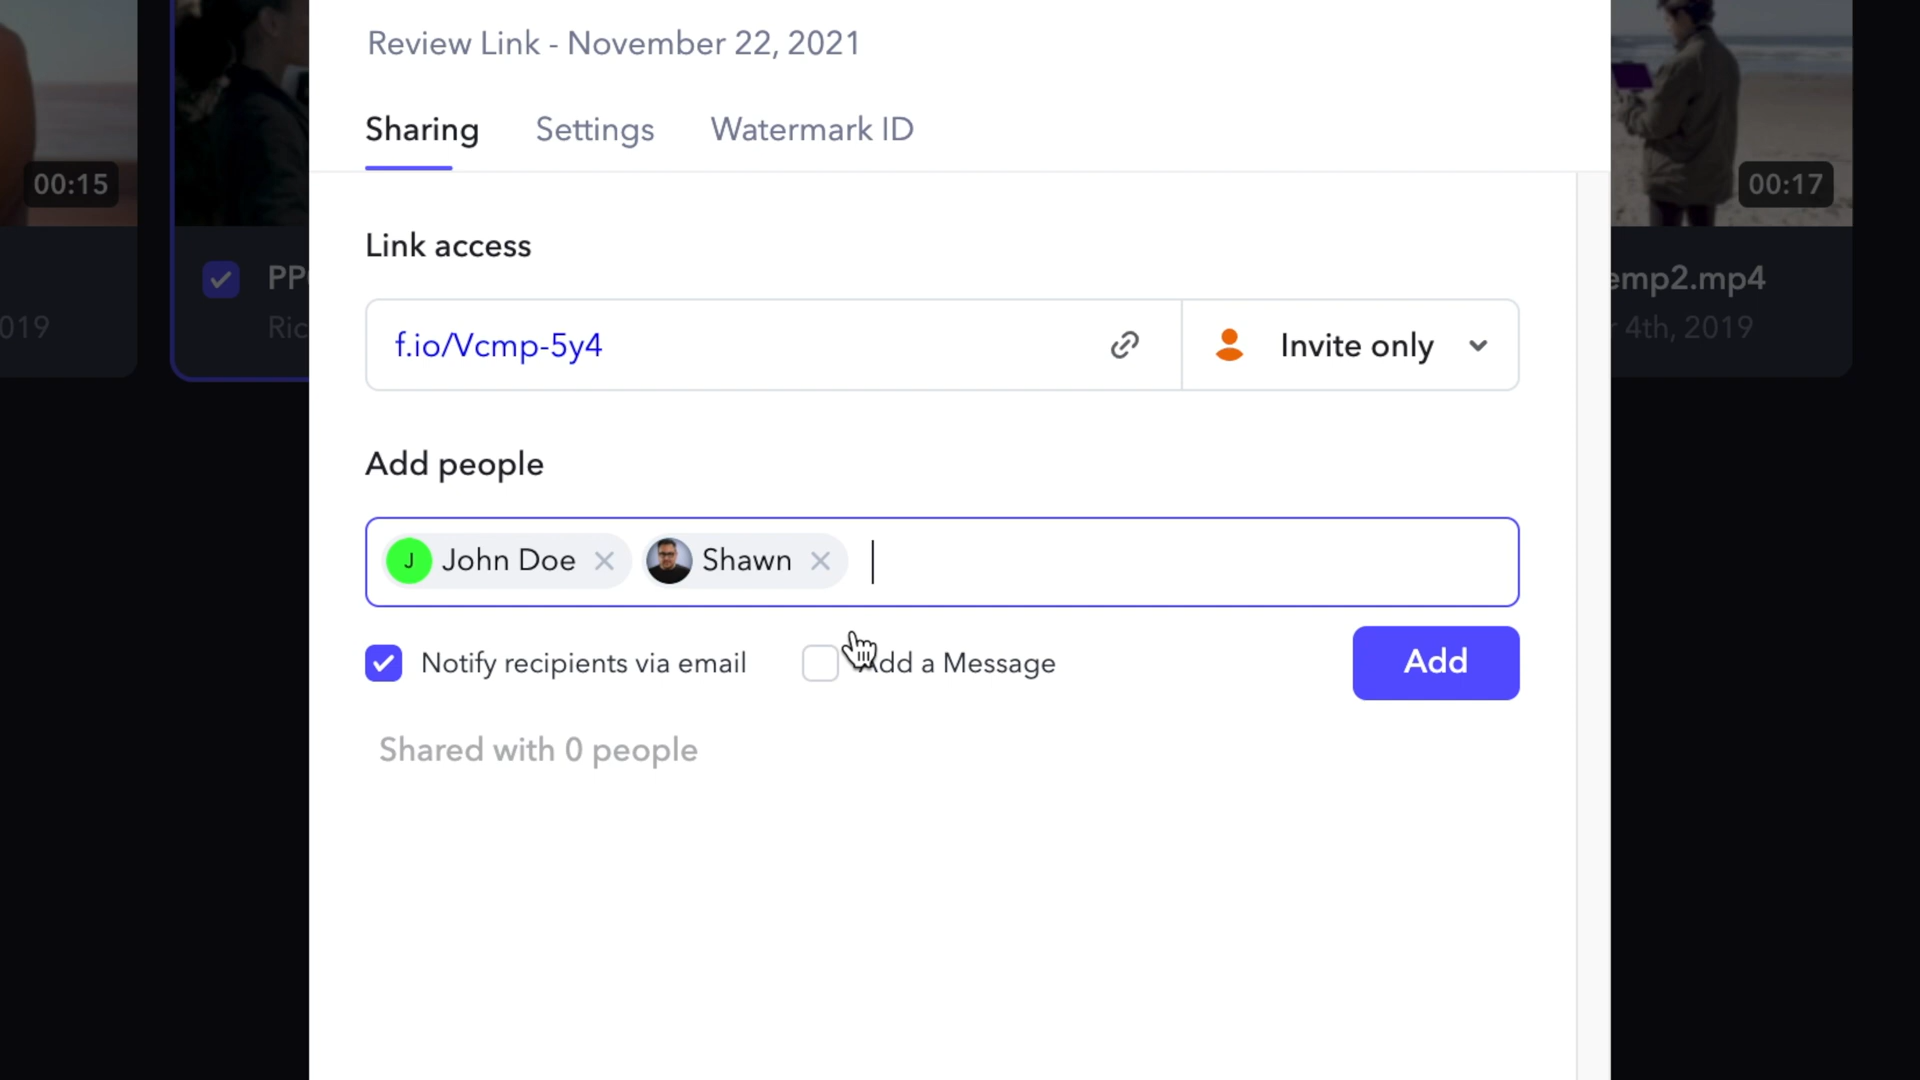 Review Link - November 22, 2021
Sharing Settings Watermark ID
00:15
00:17
Link access
PP
emp2.mp4
2019
Ric
4th, 2019
f.io/Vcmp-5y4
Invite only
Add people
J John Doe Shawn
Notify recipients via email
Add a Message
Add
Shared with 0 people